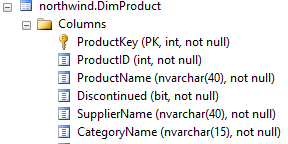 northwind.DimProduct
Columns
ProductKey (PK, int, not null)
ProductID (int, not null)
ProductName (nvarchar(40), not null)
Discontinued (bit, not null)
SupplierName (nvarchar(40), not null)
CategoryName (nvarchar(15), not null)